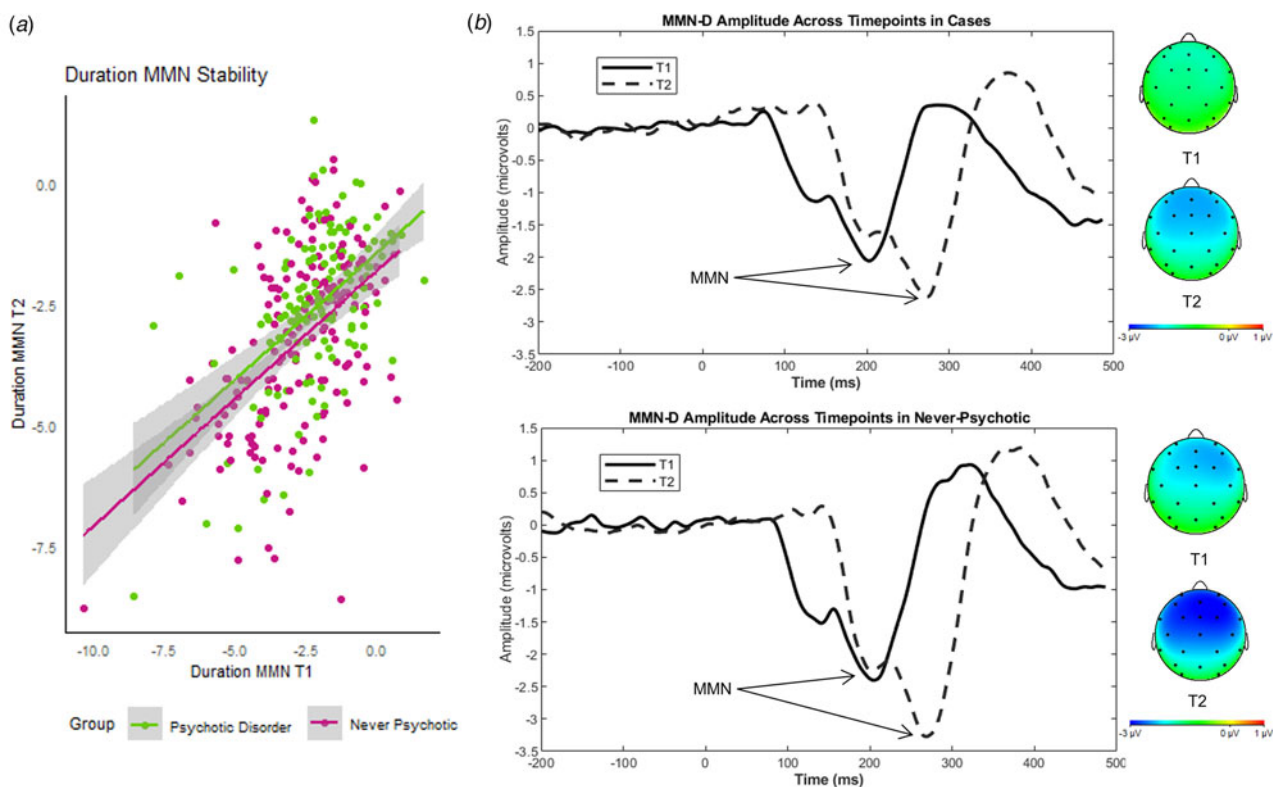 (a)
Duration MMN Stability
Duration MMN T2
0.0
-2.5
-5.0
-7.5
-10.0 -7.5 -5.0 -2.5 0.0
Duration MMN T1
Group Psychotic Disorder Never Psychotic
(b)
MMN-D Amplitude Across Timepoints in Cases
Amplitude (microvolts)
1.5
1
0.5
0
-0.5
-1
-1.5
-2
-2.5
-3
-3.5
T1
T2
MMN
-200 -100 0 100 200 300 400 500
Time (ms)
T1
T2
-3 μV 0 μV 1 μV
MMN-D Amplitude Across Timepoints in Never-Psychotic
Amplitude (microvolts)
1.5
1
0.5
0
-0.5
-1
-1.5
-2
-2.5
-3
-3.5
T1
T2
MMN
-200 -100 0 100 200 300 400 500
Time (ms)
T1
T2
-3 μV 0 μV 1 μV